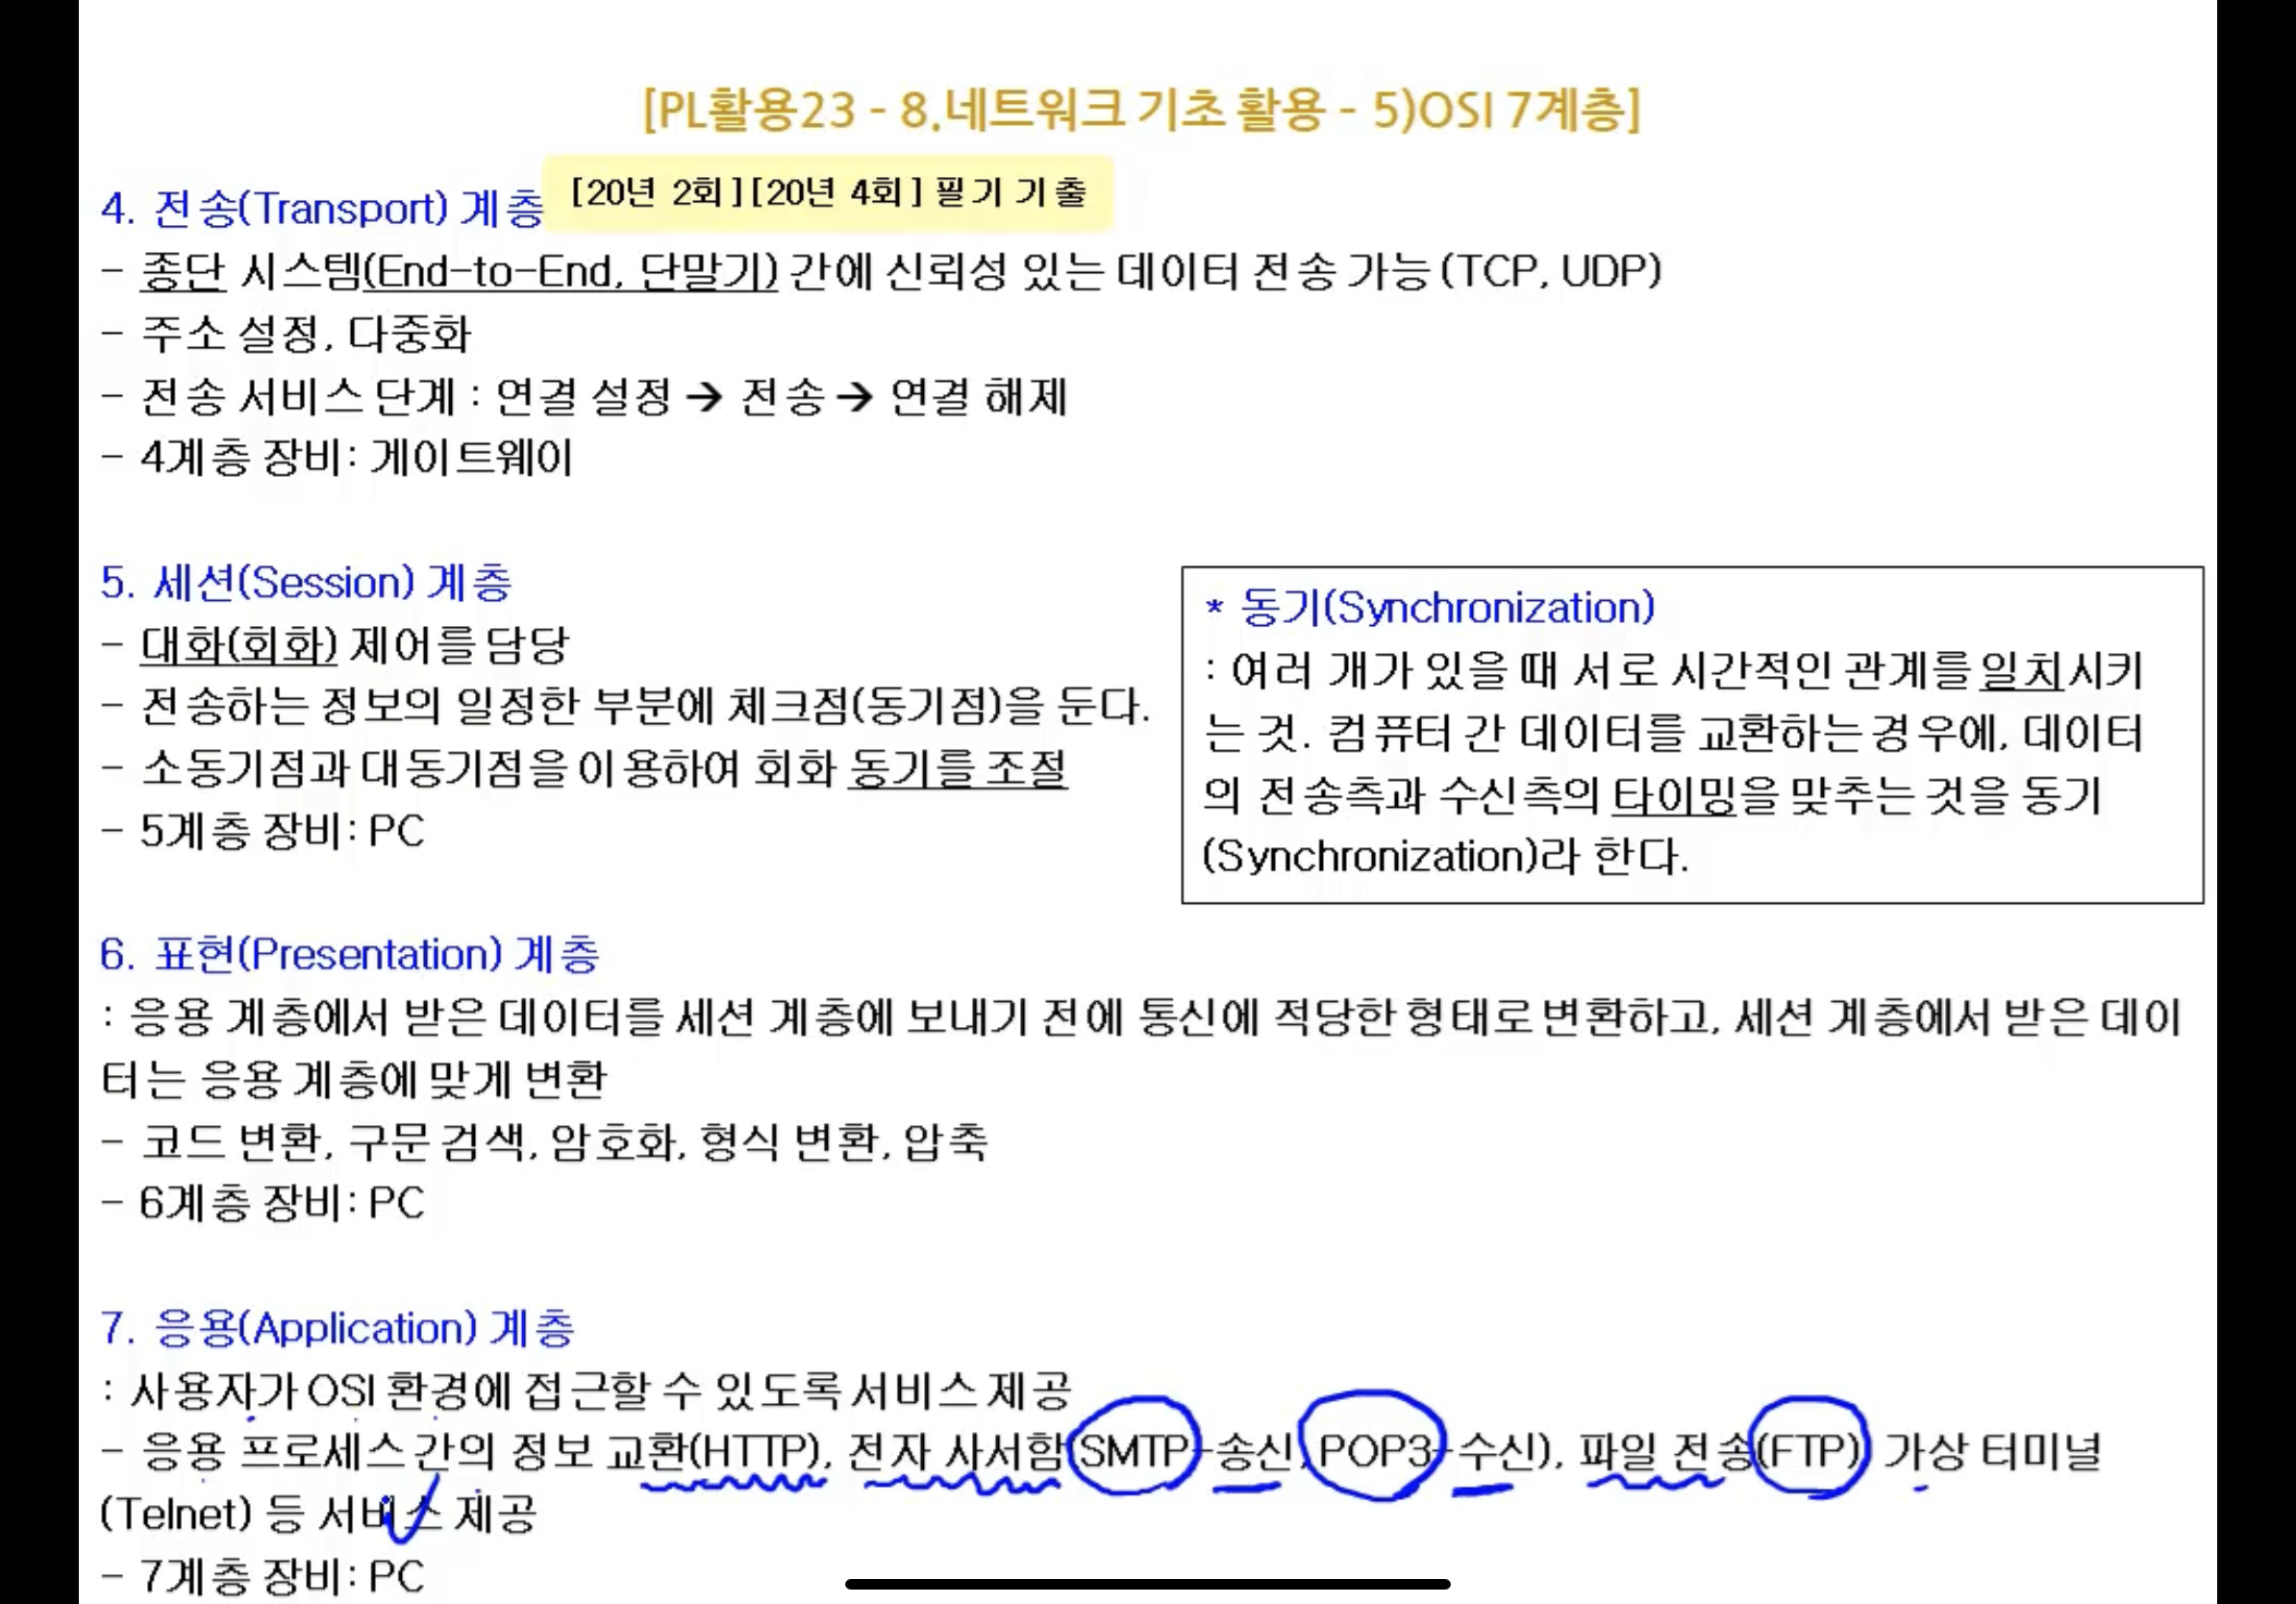 [PL활용23 - 8.네트워크 기초 활용 - 5)OSI 7계층]
4. 전송(Transport) 계층 [20년 2회][20년 4회] 필기 기출
- 종단 시스템(End-to-End, 단말기) 간에 신뢰성 있는 데이터 전송 가능(TCP, UDP)
- 주소 설정, 다중화
- 전송 서비스 단계 : 연결 설정 → 전송 → 연결 해제
- 4계층 장비: 게이트웨이
5. 세션(Session) 계층
- 대화(회화) 제어를 담당
- 전송하는 정보의 일정한 부분에 체크점(동기점)을 둔다.
- 소동기점과 대동기점을 이용하여 회화 동기를 조절
- 5계층 장비: PC
* 동기(Synchronization)
: 여러 개가 있을 때 서로 시간적인 관계를 일치시키
는 것. 컴퓨터 간 데이터를 교환하는 경우에, 데이터
의 전송측과 수신측의 타이밍을 맞추는 것을 동기
(Synchronization)라 한다.
6. 표현(Presentation) 계층
: 응용 계층에서 받은 데이터를 세션 계층에 보내기 전에 통신에 적당한 형태로 변환하고, 세션 계층에서 받은 데이
터는 응용 계층에 맞게 변환
- 코드 변환, 구문 검색, 암호화, 형식 변환, 압축
- 6계층 장비: PC
7. 응용(Application) 계층
: 사용자가 OSI 환경에 접근할 수 있도록 서비스 제공
- 응용 프로세스 간의 정보 교환(HTTP), 전자 사서함(SMTP-송신, POP3-수신), 파일 전송(FTP), 가상 터미널
(Telnet) 등 서비스 제공
- 7계층 장비: PC